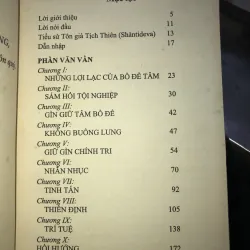 Lời giới thiệu 5
Lời nói đầu 11
Tiểu sử Tôn giả Tịch Thiên (Shāntideva) 13
Dẫn nhập 17
PHẦN VĂN VẦN
Chương I:
NHỮNG LỢI LẠC CỦA BỒ ĐỀ TÂM 23
Chương II:
SÁM HỐI TỘI NGHIỆP 30
Chương III:
GÌN GIỮ TÂM BỒ ĐỀ 42
Chương IV:
KHÔNG BUÔNG LUNG 47
Chương V:
GIỮ GÌN CHÍNH TRI 54
Chương VI:
NHẪN NHỤC 70
Chương VII:
TINH TẤN 92
Chương VIII:
THIỀN ĐỊNH 105
Chương IX:
TRÍ TUỆ 138
Chương X:
HỒI HƯỚNG 177